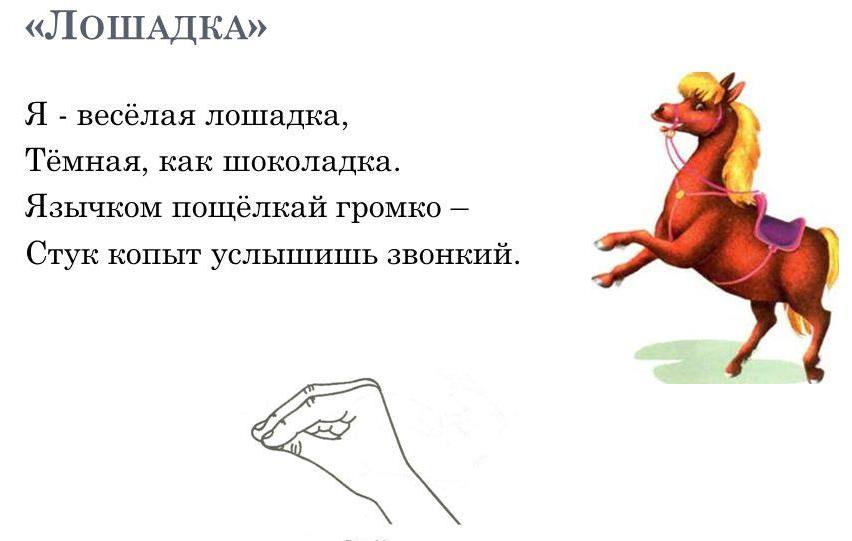 «Лошадка»
Я - весёлая лошадка,
Тёмная, как шоколадка.
Язычком пощёлкай громко –
Стук копыт услышишь звонкий.